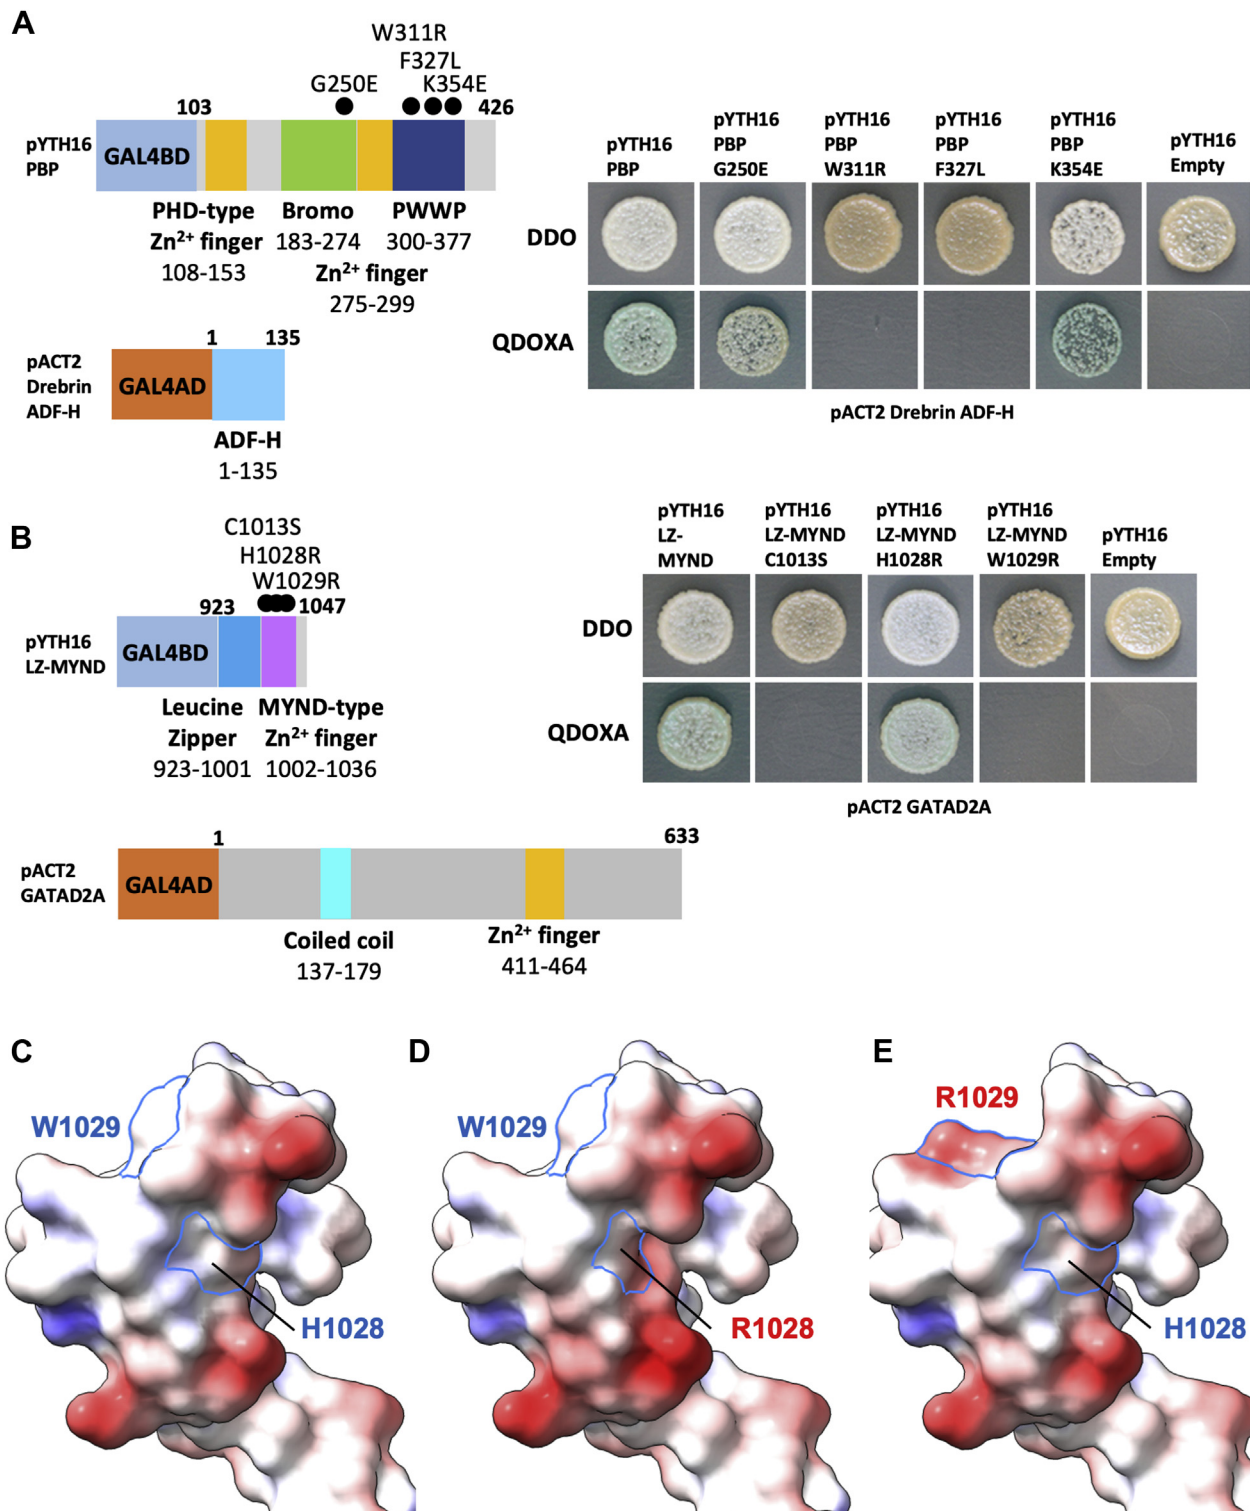 A
W311R
F327L
G250E
K354E
103
426
pYTH16
PBP
GAL4BD
PHD-type
Zn²⁺ finger
108-153
Bromo
183-274
PWWP
300-377
Zn²⁺ finger
275-299
pACT2
Drebrin
ADF-H
1
135
GAL4AD
ADF-H
1-135
pYTH16
PBP
pYTH16
PBP
G250E
pYTH16
PBP
W311R
pYTH16
PBP
F327L
pYTH16
PBP
K354E
pYTH16
Empty
DDO
QDOXA
pACT2 Drebrin ADF-H
B
C1013S
H1028R
W1029R
923
1047
pYTH16
LZ-MYND
GAL4BD
Leucine
Zipper
923-1001
MYND-type
Zn²⁺ finger
1002-1036
pACT2
GATAD2A
1
633
GAL4AD
Coiled coil
137-179
Zn²⁺ finger
411-464
pYTH16
LZ-
MYND
pYTH16
LZ-MYND
C1013S
pYTH16
LZ-MYND
H1028R
pYTH16
LZ-MYND
W1029R
pYTH16
Empty
DDO
QDOXA
pACT2 GATAD2A
C
W1029
H1028
D
W1029
R1028
E
R1029
H1028